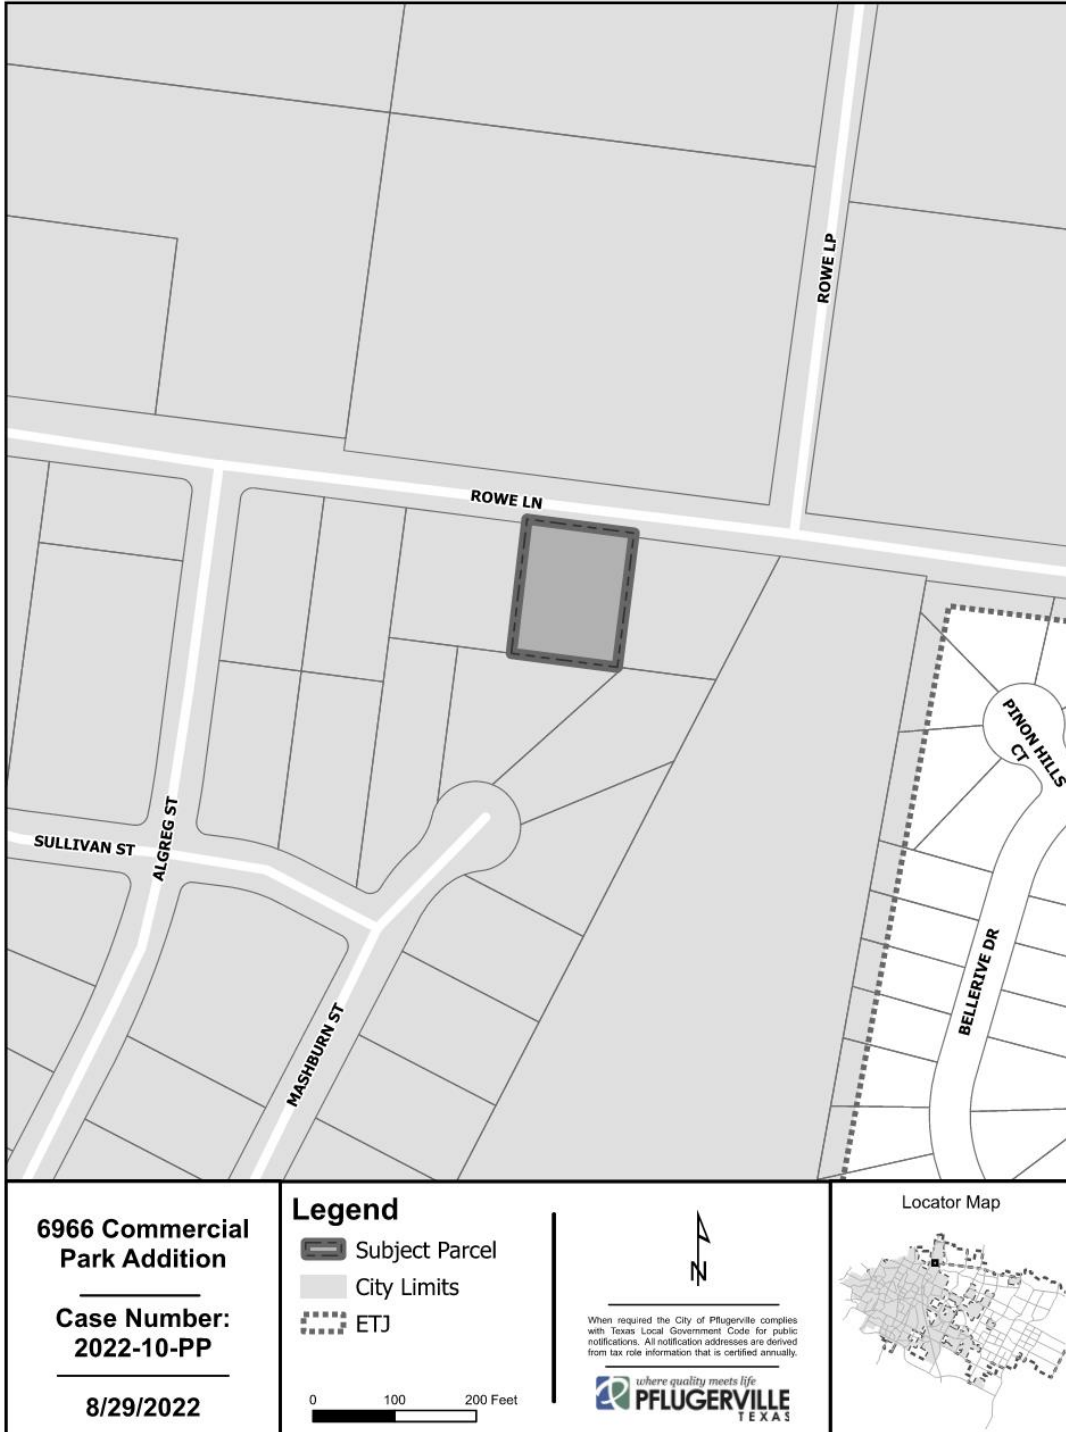 ROWE LP
ROWE LN
PINON HILLS
CT
ALGREG ST
SULLIVAN ST
BELLERIVE DR
MASHBURN ST
6966 Commercial
Park Addition
Case Number:
2022-10-PP
8/29/2022
Legend
Subject Parcel
City Limits
ETJ
0 100 200 Feet
N
When required the City of Pflugerville complies
with Texas Local Government Code for public
notifications. All notification addresses are derived
from tax role information that is certified annually.
where quality meets life
PFLUGERVILLE
TEXAS
Locator Map